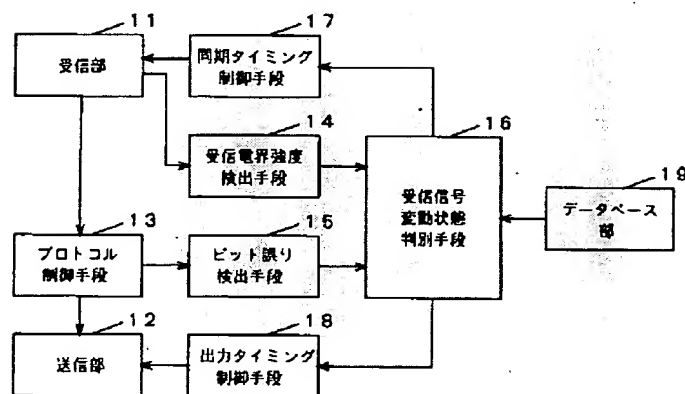 11
受信部
17
同期タイミング
制御手段
14
受信電界強度
検出手段
16
受信信号
変動状態
判別手段
19
データベース
部
13
プロトコル
制御手段
15
ビット誤り
検出手段
12
送信部
18
出力タイミング
制御手段